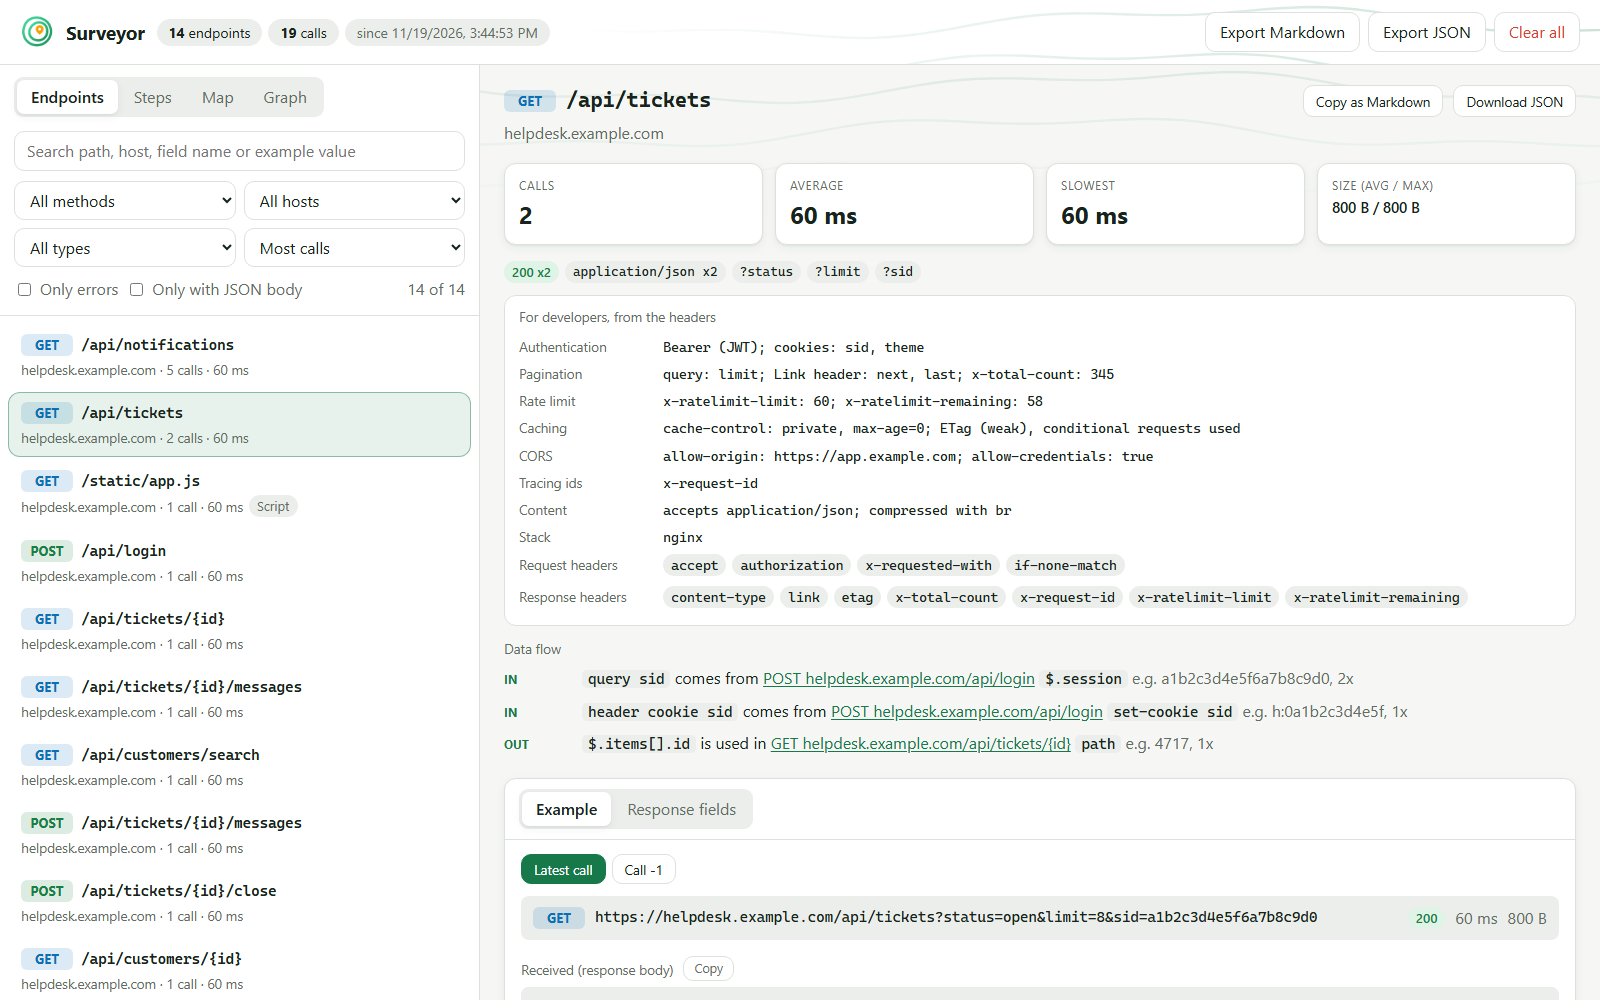 Surveyor
14 endpoints
19 calls
since 11/19/2026, 3:44:53 PM
Export Markdown
Export JSON
Clear all
Endpoints
Steps
Map
Graph
Search path, host, field name or example value
All methods
All hosts
All types
Most calls
Only errors
Only with JSON body
14 of 14
GET /api/notifications
helpdesk.example.com · 5 calls · 60 ms
GET /api/tickets
helpdesk.example.com · 2 calls · 60 ms
GET /static/app.js
helpdesk.example.com · 1 call · 60 ms Script
POST /api/login
helpdesk.example.com · 1 call · 60 ms
GET /api/tickets/{id}
helpdesk.example.com · 1 call · 60 ms
GET /api/tickets/{id}/messages
helpdesk.example.com · 1 call · 60 ms
GET /api/customers/search
helpdesk.example.com · 1 call · 60 ms
POST /api/tickets/{id}/messages
helpdesk.example.com · 1 call · 60 ms
POST /api/tickets/{id}/close
helpdesk.example.com · 1 call · 60 ms
GET /api/customers/{id}
helpdesk.example.com · 1 call · 60 ms
GET /api/tickets
Copy as Markdown
Download JSON
helpdesk.example.com
CALLS
2
AVERAGE
60 ms
SLOWEST
60 ms
SIZE (AVG / MAX)
800 B / 800 B
200 x2 application/json x2 ?status ?limit ?sid
For developers, from the headers
Authentication Bearer (JWT); cookies: sid, theme
Pagination query: limit; Link header: next, last; x-total-count: 345
Rate limit x-ratelimit-limit: 60; x-ratelimit-remaining: 58
Caching cache-control: private, max-age=0; ETag (weak), conditional requests used
CORS allow-origin: https://app.example.com; allow-credentials: true
Tracing ids x-request-id
Content accepts application/json; compressed with br
Stack nginx
Request headers accept authorization x-requested-with if-none-match
Response headers content-type link etag x-total-count x-request-id x-ratelimit-limit x-ratelimit-remaining
Data flow
IN query sid comes from POST helpdesk.example.com/api/login $.session e.g. a1b2c3d4e5f6a7b8c9d0, 2x
IN header cookie sid comes from POST helpdesk.example.com/api/login set-cookie sid e.g. h:0a1b2c3d4e5f, 1x
OUT $.items[].id is used in GET helpdesk.example.com/api/tickets/{id} path e.g. 4717, 1x
Example
Response fields
Latest call
Call -1
GET https://helpdesk.example.com/api/tickets?status=open&limit=8&sid=a1b2c3d4e5f6a7b8c9d0 200 60 ms 800 B
Received (response body) Copy